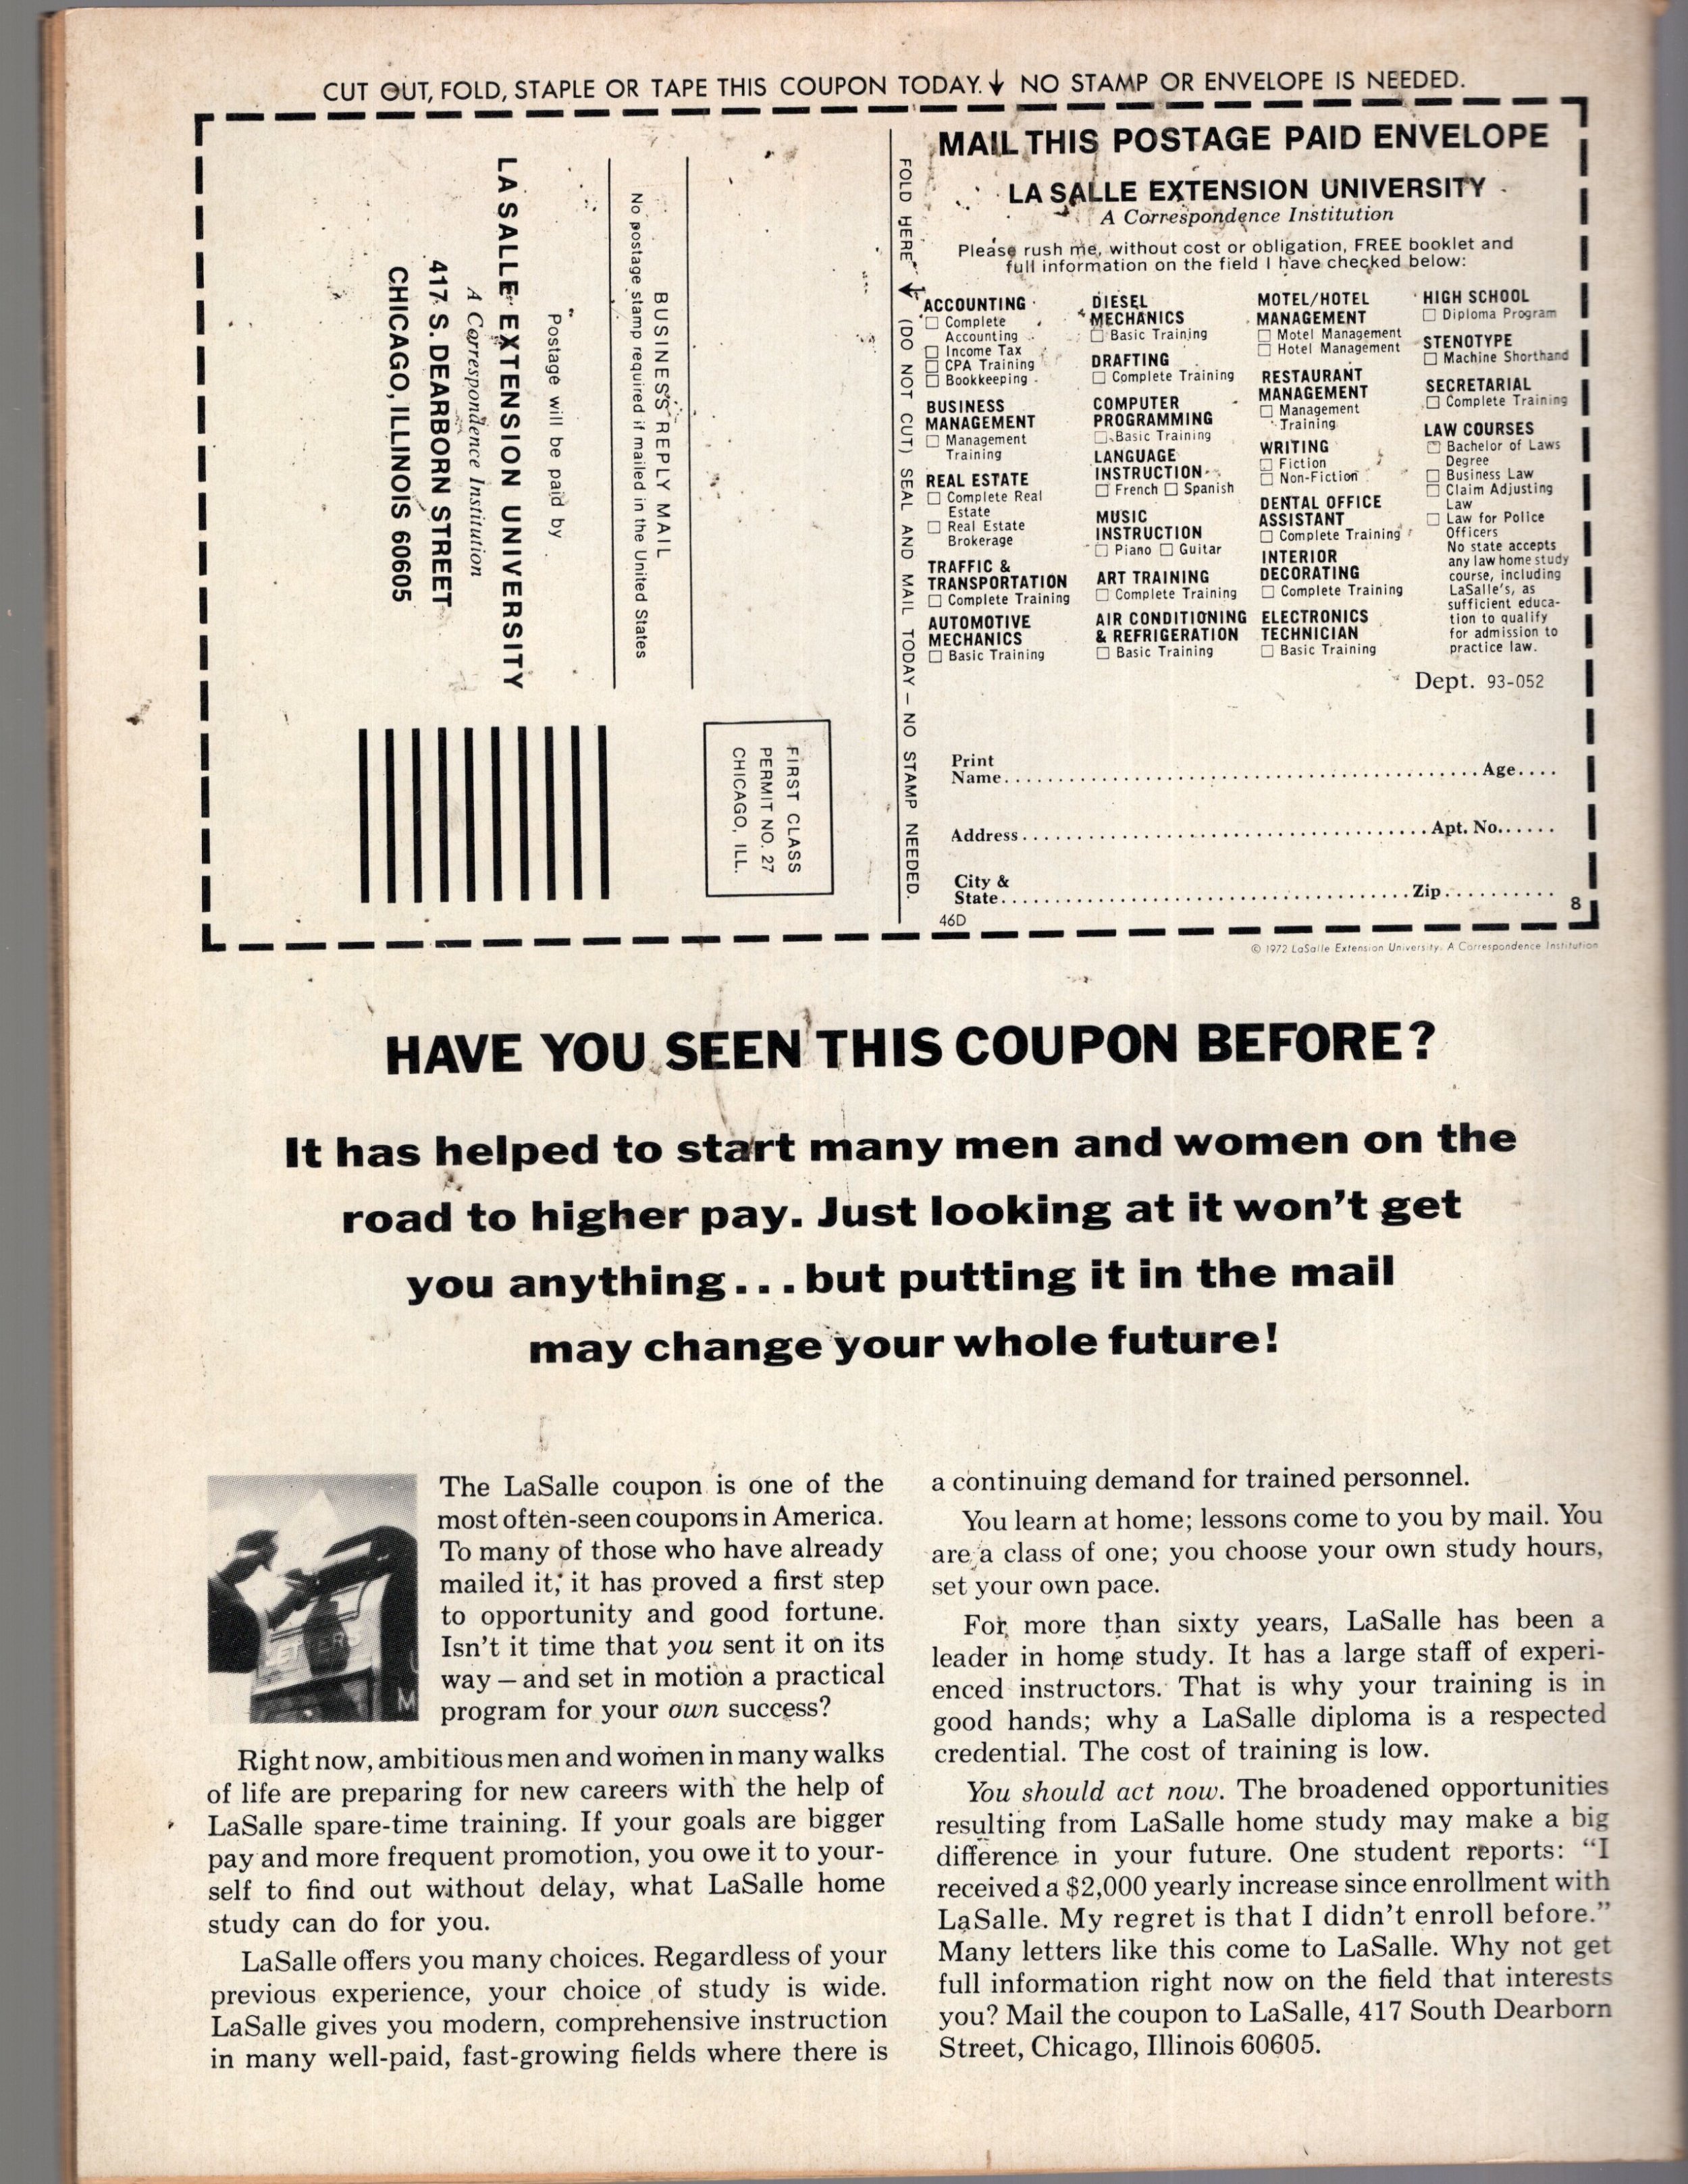 CUT OUT, FOLD, STAPLE OR TAPE THIS COUPON TODAY. NO STAMP OR ENVELOPE IS NEEDED.
BUSINESS REPLY MAIL
No postage stamp required if mailed in the United States
Postage will be paid by
LA SALLE EXTENSION UNIVERSITY
A Correspondence Institution
417 S. DEARBORN STREET
CHICAGO, ILLINOIS 60605
FIRST CLASS
PERMIT NO. 27
CHICAGO, ILL.
FOLD HERE (DO NOT CUT) SEAL AND MAIL TODAY — NO STAMP NEEDED.
MAIL THIS POSTAGE PAID ENVELOPE
LA SALLE EXTENSION UNIVERSITY
A Correspondence Institution
Please rush me, without cost or obligation, FREE booklet and
full information on the field I have checked below:
ACCOUNTING
☐ Complete
Accounting
☐ Income Tax
☐ CPA Training
☐ Bookkeeping
BUSINESS
MANAGEMENT
☐ Management
Training
REAL ESTATE
☐ Complete Real
Estate
☐ Real Estate
Brokerage
TRAFFIC &
TRANSPORTATION
☐ Complete Training
AUTOMOTIVE
MECHANICS
☐ Basic Training
DIESEL
MECHANICS
☐ Basic Training
DRAFTING
☐ Complete Training
COMPUTER
PROGRAMMING
☐ Basic Training
LANGUAGE
INSTRUCTION
☐ French ☐ Spanish
MUSIC
INSTRUCTION
☐ Piano ☐ Guitar
ART TRAINING
☐ Complete Training
AIR CONDITIONING
& REFRIGERATION
☐ Basic Training
MOTEL/HOTEL
MANAGEMENT
☐ Motel Management
☐ Hotel Management
RESTAURANT
MANAGEMENT
☐ Management
Training
WRITING
☐ Fiction
☐ Non-Fiction
DENTAL OFFICE
ASSISTANT
☐ Complete Training
INTERIOR
DECORATING
☐ Complete Training
ELECTRONICS
TECHNICIAN
☐ Basic Training
HIGH SCHOOL
☐ Diploma Program
STENOTYPE
☐ Machine Shorthand
SECRETARIAL
☐ Complete Training
LAW COURSES
☐ Bachelor of Laws
Degree
☐ Business Law
☐ Claim Adjusting
Law
☐ Law for Police
Officers
No state accepts
any law home study
course, including
LaSalle's, as
sufficient educa-
tion to qualify
for admission to
practice law.
Dept. 93-052
Print
Name.......... Age....
Address.......... Apt. No......
City &
State.......... Zip..........
46D
8
© 1972 LaSalle Extension University. A Correspondence Institution
HAVE YOU SEEN THIS COUPON BEFORE?
It has helped to start many men and women on the
road to higher pay. Just looking at it won't get
you anything...but putting it in the mail
may change your whole future!
LETTERS
U
M
The LaSalle coupon is one of the
most often-seen coupons in America.
To many of those who have already
mailed it, it has proved a first step
to opportunity and good fortune.
Isn't it time that you sent it on its
way — and set in motion a practical
program for your own success?
Right now, ambitious men and women in many walks
of life are preparing for new careers with the help of
LaSalle spare-time training. If your goals are bigger
pay and more frequent promotion, you owe it to your-
self to find out without delay, what LaSalle home
study can do for you.
LaSalle offers you many choices. Regardless of your
previous experience, your choice of study is wide.
LaSalle gives you modern, comprehensive instruction
in many well-paid, fast-growing fields where there is
a continuing demand for trained personnel.
You learn at home; lessons come to you by mail. You
are a class of one; you choose your own study hours,
set your own pace.
For more than sixty years, LaSalle has been a
leader in home study. It has a large staff of experi-
enced instructors. That is why your training is in
good hands; why a LaSalle diploma is a respected
credential. The cost of training is low.
You should act now. The broadened opportunities
resulting from LaSalle home study may make a big
difference in your future. One student reports: “I
received a $2,000 yearly increase since enrollment with
LaSalle. My regret is that I didn't enroll before.”
Many letters like this come to LaSalle. Why not get
full information right now on the field that interests
you? Mail the coupon to LaSalle, 417 South Dearborn
Street, Chicago, Illinois 60605.